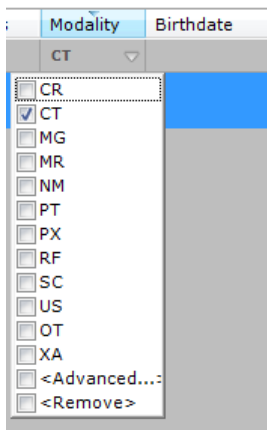 s Modality Birthdate
CT
CR
CT
MG
MR
NM
PT
PX
RF
SC
US
OT
XA
<Advanced...>
<Remove>